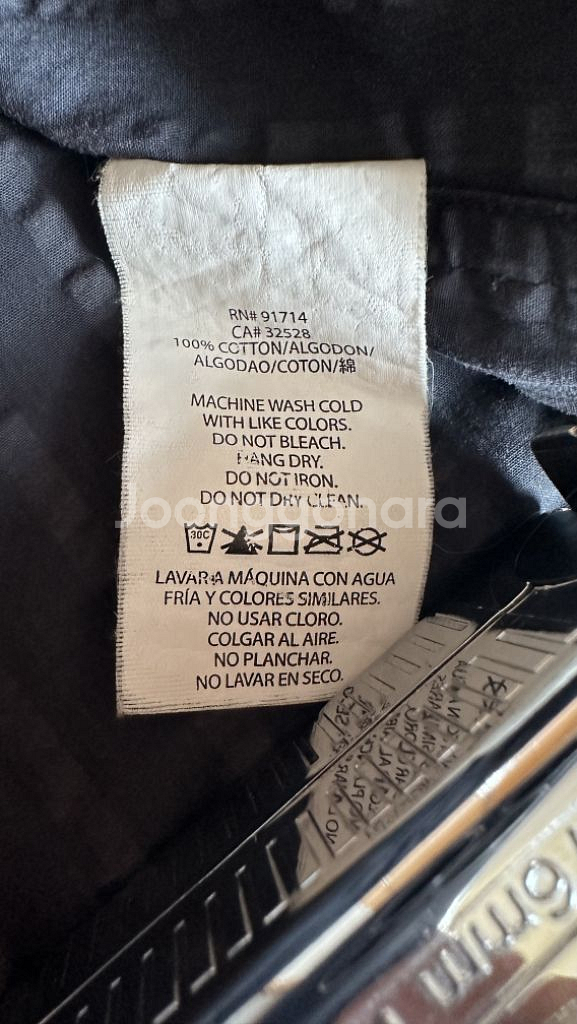 RN# 91714
CA# 32528
100% COTTON/ALGODON/
ALGODAO/COTON/綿
MACHINE WASH COLD
WITH LIKE COLORS.
DO NOT BLEACH.
HANG DRY.
DO NOT IRON.
DO NOT DRY CLEAN.
Joonggonara
30C
LAVAR A MÁQUINA CON AGUA
FRÍA Y COLORES SIMILARES.
NO USAR CLORO.
COLGAR AL AIRE.
NO PLANCHAR.
NO LAVAR EN SECO.